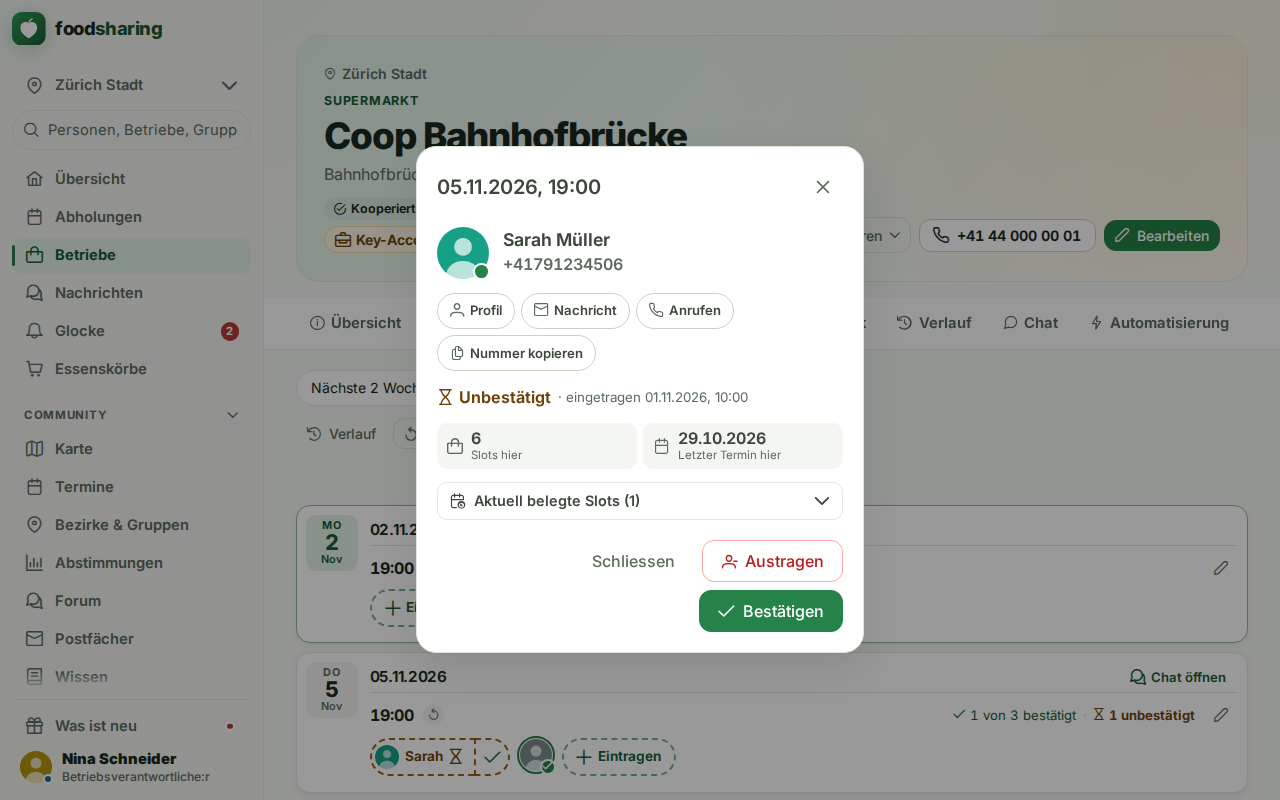 foodsharing
Zürich Stadt
Personen, Betriebe, Grupp
Übersicht
Abholungen
Betriebe
Nachrichten
Glocke
2
Essenskörbe
COMMUNITY
Karte
Termine
Bezirke & Gruppen
Abstimmungen
Forum
Postfächer
Wissen
Was ist neu
Nina Schneider
Betriebsverantwortliche:r
Zürich Stadt
SUPERMARKT
Coop Bahnhofbrücke
Bahnhofbrüc
Kooperiert
Key-Acco
ren
+41 44 000 00 01
Bearbeiten
Übersicht
Verlauf
Chat
Automatisierung
Nächste 2 Woch
Verlauf
05.11.2026, 19:00
Sarah Müller
+41791234506
Profil
Nachricht
Anrufen
Nummer kopieren
Unbestätigt · eingetragen 01.11.2026, 10:00
6
Slots hier
29.10.2026
Letzter Termin hier
Aktuell belegte Slots (1)
Schliessen
Austragen
Bestätigen
MO
2
Nov
02.11.2
19:00
Ei
DO
5
Nov
05.11.2026
Chat öffnen
19:00
1 von 3 bestätigt · 1 unbestätigt
Sarah
Eintragen